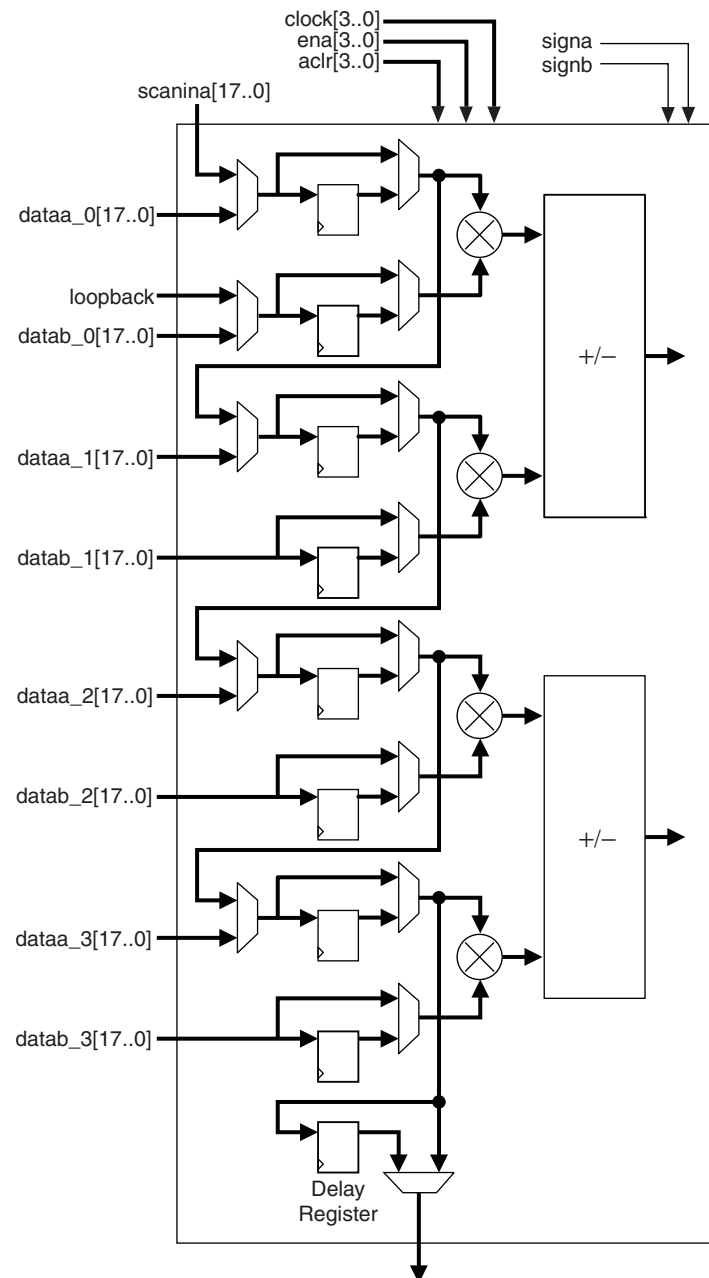 clock[3..0]
ena[3..0]
aclr[3..0]
signa
signb
scanina[17..0]
dataa_0[17..0]
loopback
datab_0[17..0]
+/−
dataa_1[17..0]
datab_1[17..0]
dataa_2[17..0]
datab_2[17..0]
+/−
dataa_3[17..0]
datab_3[17..0]
Delay
Register